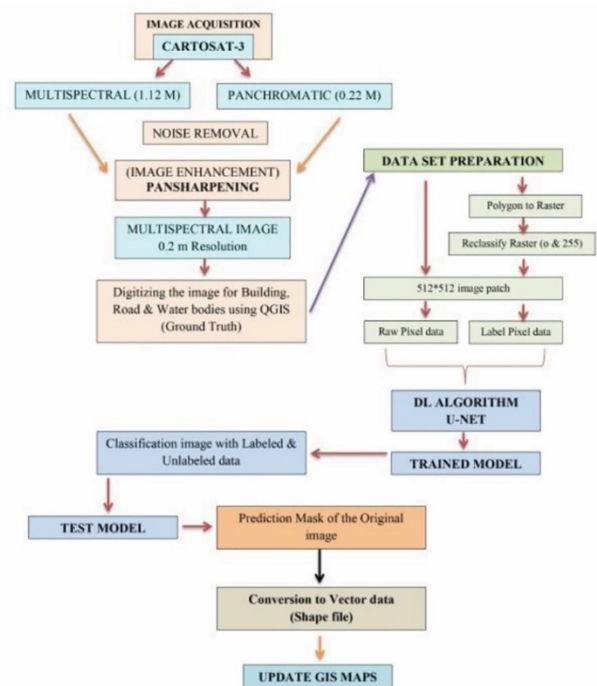 IMAGE ACQUISITION
CARTOSAT-3
MULTISPECTRAL (1.12 M)
PANCHROMATIC (0.22 M)
NOISE REMOVAL
(IMAGE ENHANCEMENT)
PANSHARPENING
MULTISPECTRAL IMAGE
0.2 m Resolution
Digitizing the image for Building,
Road & Water bodies using QGIS
(Ground Truth)
DATA SET PREPARATION
Polygon to Raster
Reclassify Raster (o & 255)
512*512 image patch
Raw Pixel data
Label Pixel data
DL ALGORITHM
U-NET
TRAINED MODEL
Classification image with Labeled &
Unlabeled data
TEST MODEL
Prediction Mask of the Original
image
Conversion to Vector data
(Shape file)
UPDATE GIS MAPS